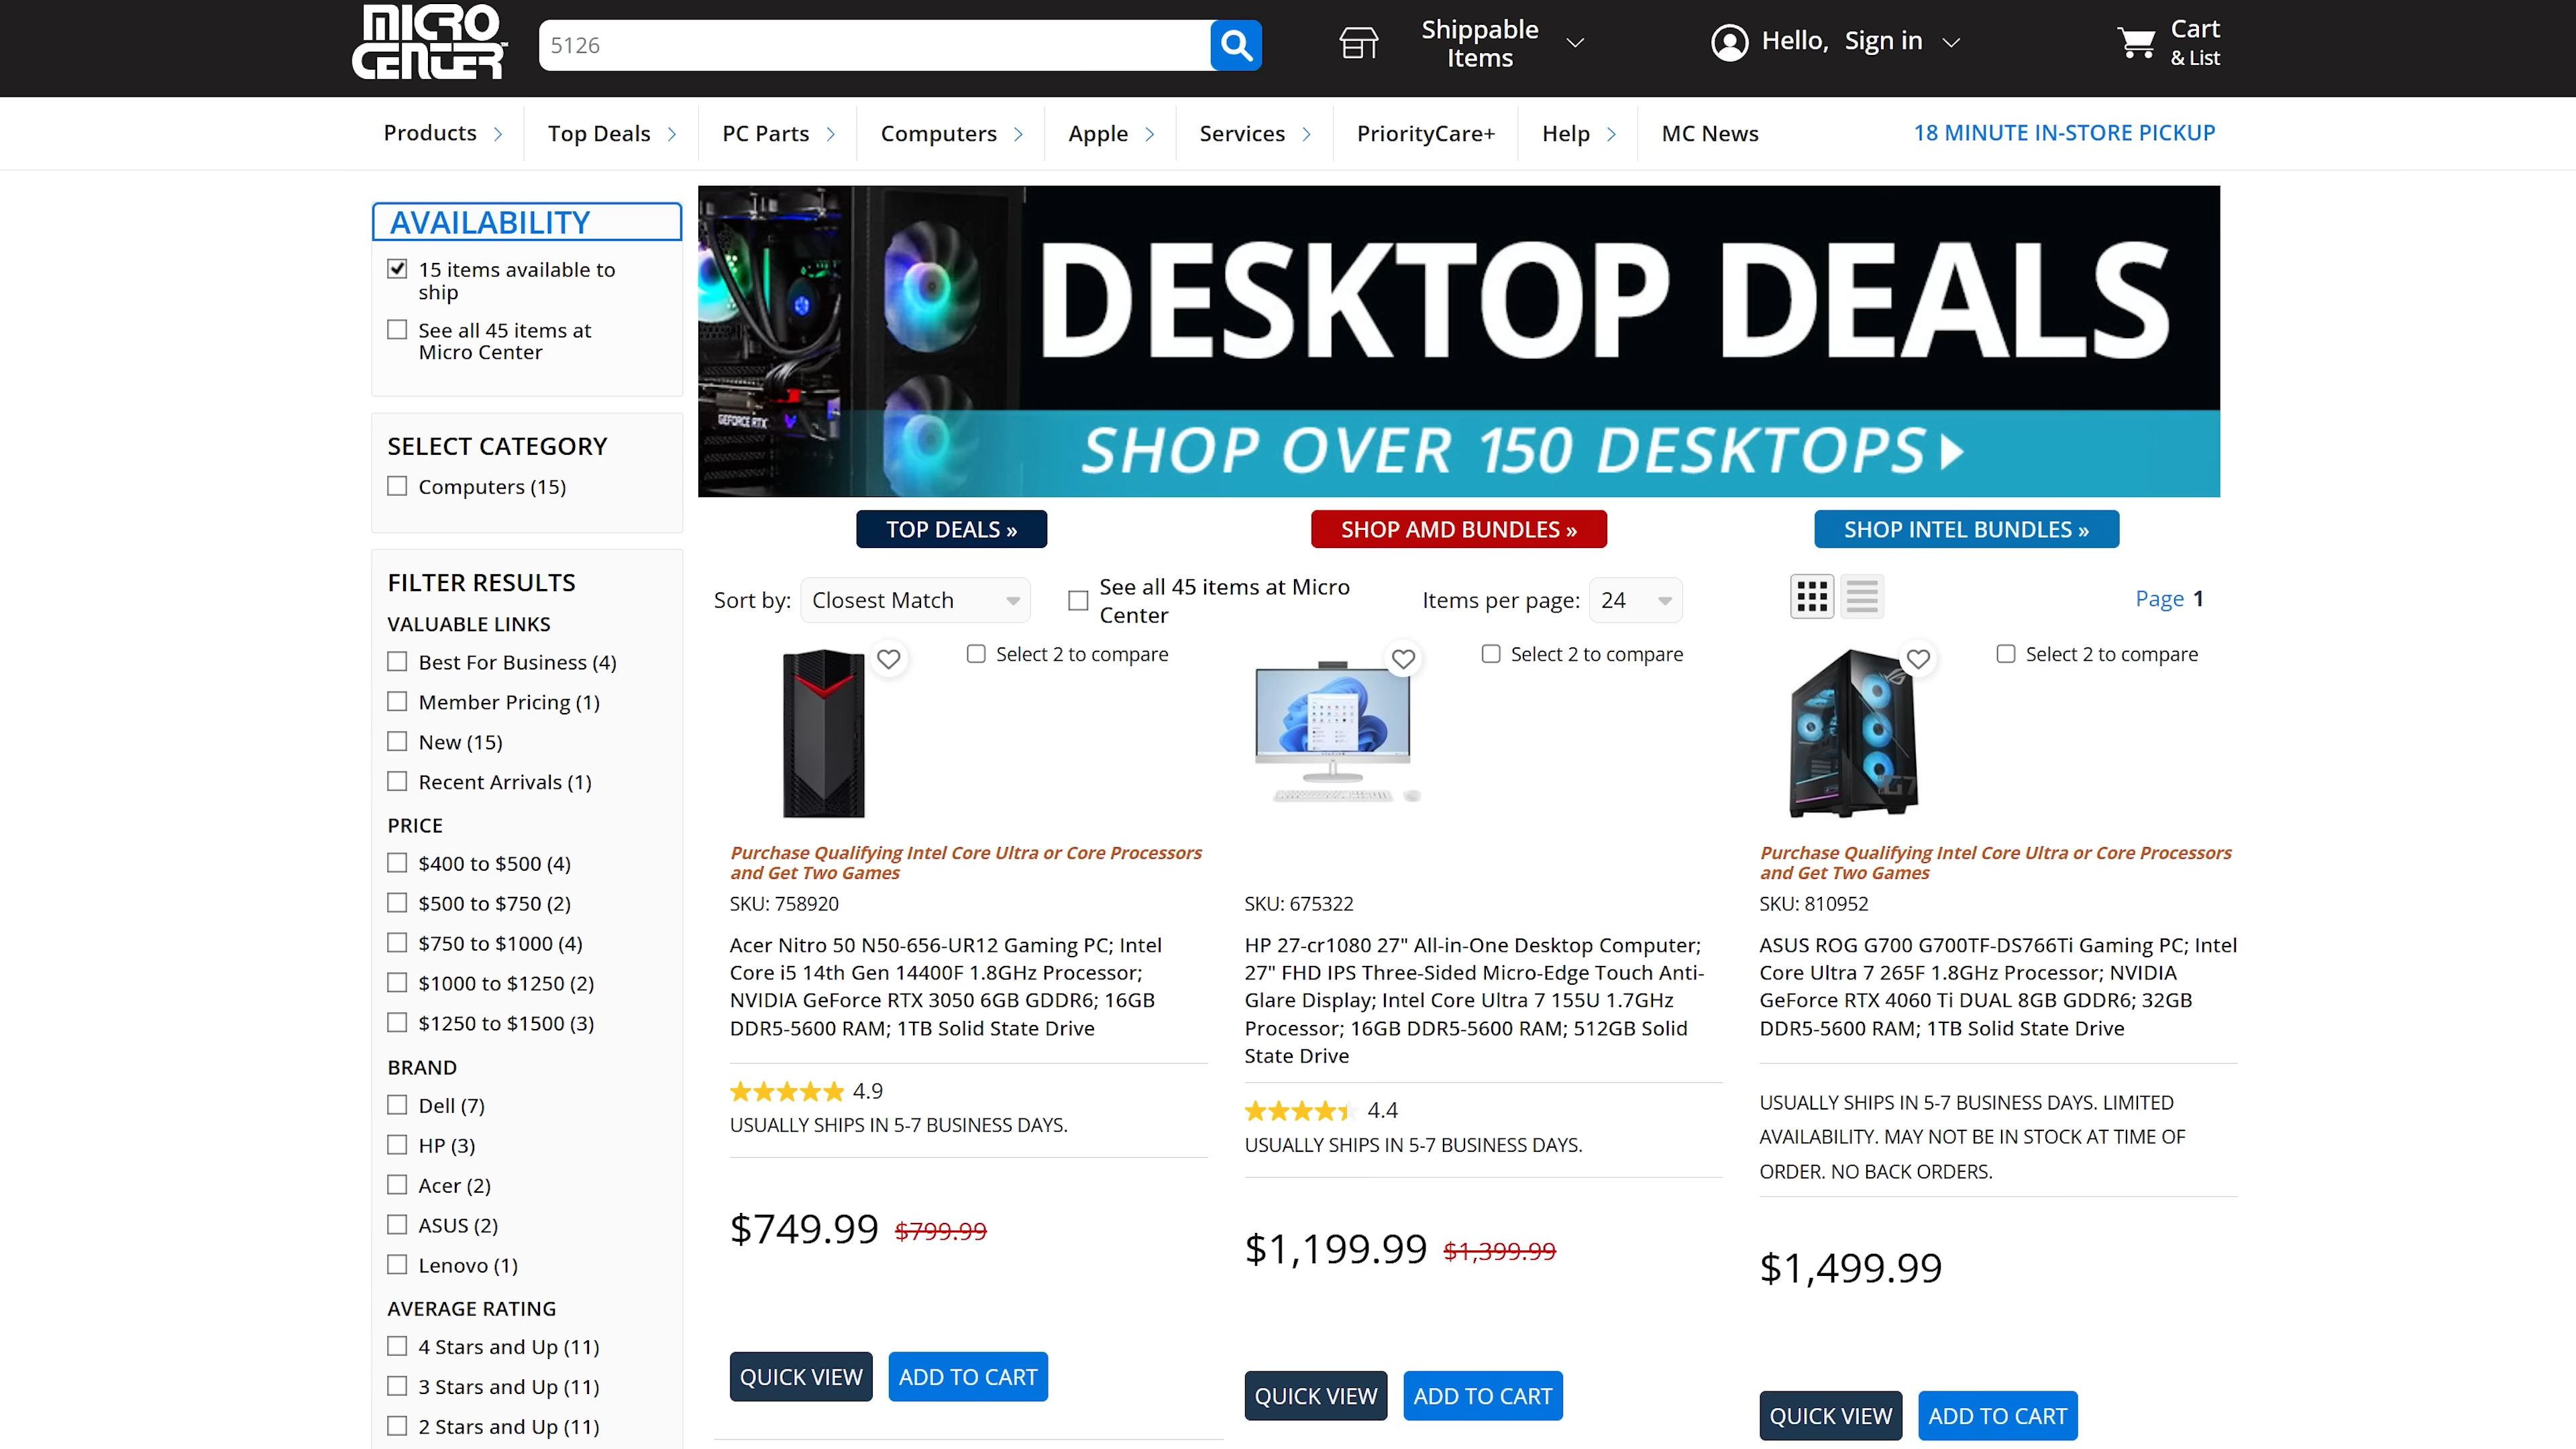 MICRO
CENTER
5126
Shippable
Items
Hello, Sign in
Cart
& List
Products
Top Deals
PC Parts
Computers
Apple
Services
PriorityCare+
Help
MC News
18 MINUTE IN-STORE PICKUP
AVAILABILITY
15 items available to
ship
See all 45 items at
Micro Center
SELECT CATEGORY
Computers (15)
FILTER RESULTS
VALUABLE LINKS
Best For Business (4)
Member Pricing (1)
New (15)
Recent Arrivals (1)
PRICE
$400 to $500 (4)
$500 to $750 (2)
$750 to $1000 (4)
$1000 to $1250 (2)
$1250 to $1500 (3)
BRAND
Dell (7)
HP (3)
Acer (2)
ASUS (2)
Lenovo (1)
AVERAGE RATING
4 Stars and Up (11)
3 Stars and Up (11)
2 Stars and Up (11)
GEFORCE RTX
DESKTOP DEALS
SHOP OVER 150 DESKTOPS
TOP DEALS »
SHOP AMD BUNDLES »
SHOP INTEL BUNDLES »
Sort by: Closest Match
See all 45 items at Micro
Center
Items per page: 24
Page 1
Select 2 to compare
Purchase Qualifying Intel Core Ultra or Core Processors
and Get Two Games
SKU: 758920
Acer Nitro 50 N50-656-UR12 Gaming PC; Intel
Core i5 14th Gen 14400F 1.8GHz Processor;
NVIDIA GeForce RTX 3050 6GB GDDR6; 16GB
DDR5-5600 RAM; 1TB Solid State Drive
4.9
USUALLY SHIPS IN 5-7 BUSINESS DAYS.
$749.99 $799.99
QUICK VIEW
ADD TO CART
Select 2 to compare
SKU: 675322
HP 27-cr1080 27" All-in-One Desktop Computer;
27" FHD IPS Three-Sided Micro-Edge Touch Anti-
Glare Display; Intel Core Ultra 7 155U 1.7GHz
Processor; 16GB DDR5-5600 RAM; 512GB Solid
State Drive
4.4
USUALLY SHIPS IN 5-7 BUSINESS DAYS.
$1,199.99 $1,399.99
QUICK VIEW
ADD TO CART
Select 2 to compare
G7
Purchase Qualifying Intel Core Ultra or Core Processors
and Get Two Games
SKU: 810952
ASUS ROG G700 G700TF-DS766Ti Gaming PC; Intel
Core Ultra 7 265F 1.8GHz Processor; NVIDIA
GeForce RTX 4060 Ti DUAL 8GB GDDR6; 32GB
DDR5-5600 RAM; 1TB Solid State Drive
USUALLY SHIPS IN 5-7 BUSINESS DAYS. LIMITED
AVAILABILITY. MAY NOT BE IN STOCK AT TIME OF
ORDER. NO BACK ORDERS.
$1,499.99
QUICK VIEW
ADD TO CART